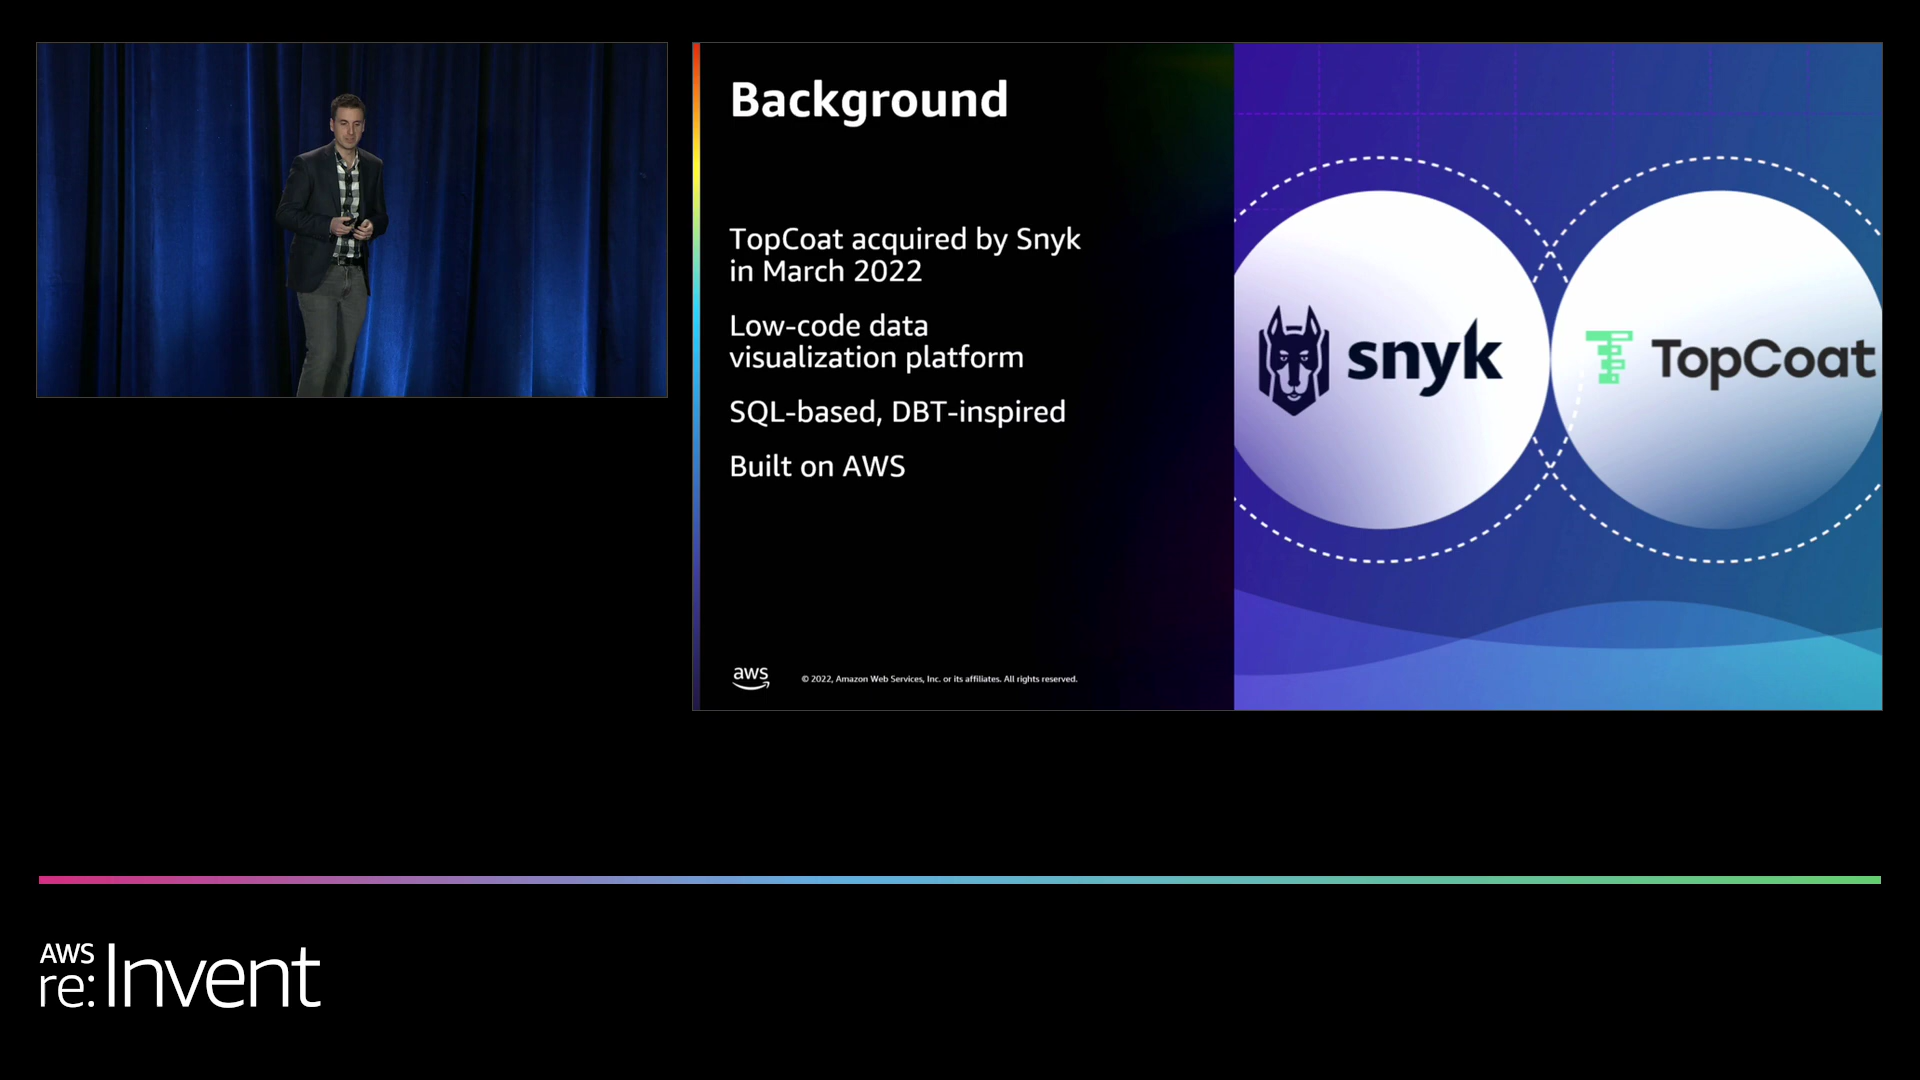 Background
TopCoat acquired by Snyk
in March 2022
Low-code data
visualization platform
SQL-based, DBT-inspired
Built on AWS
aws
© 2022, Amazon Web Services, Inc. or its affiliates. All rights reserved.
snyk
TopCoat
AWS
re:Invent